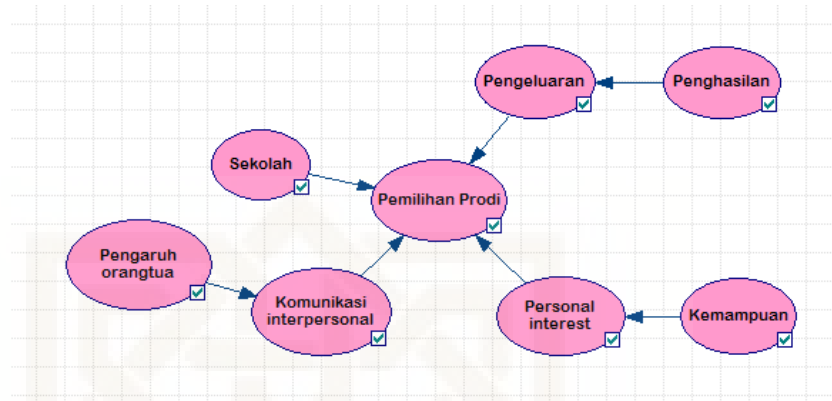 Pengeluaran
Penghasilan
Sekolah
Pemilihan Prodi
Pengaruh
orangtua
Komunikasi
interpersonal
Personal
interest
Kemampuan